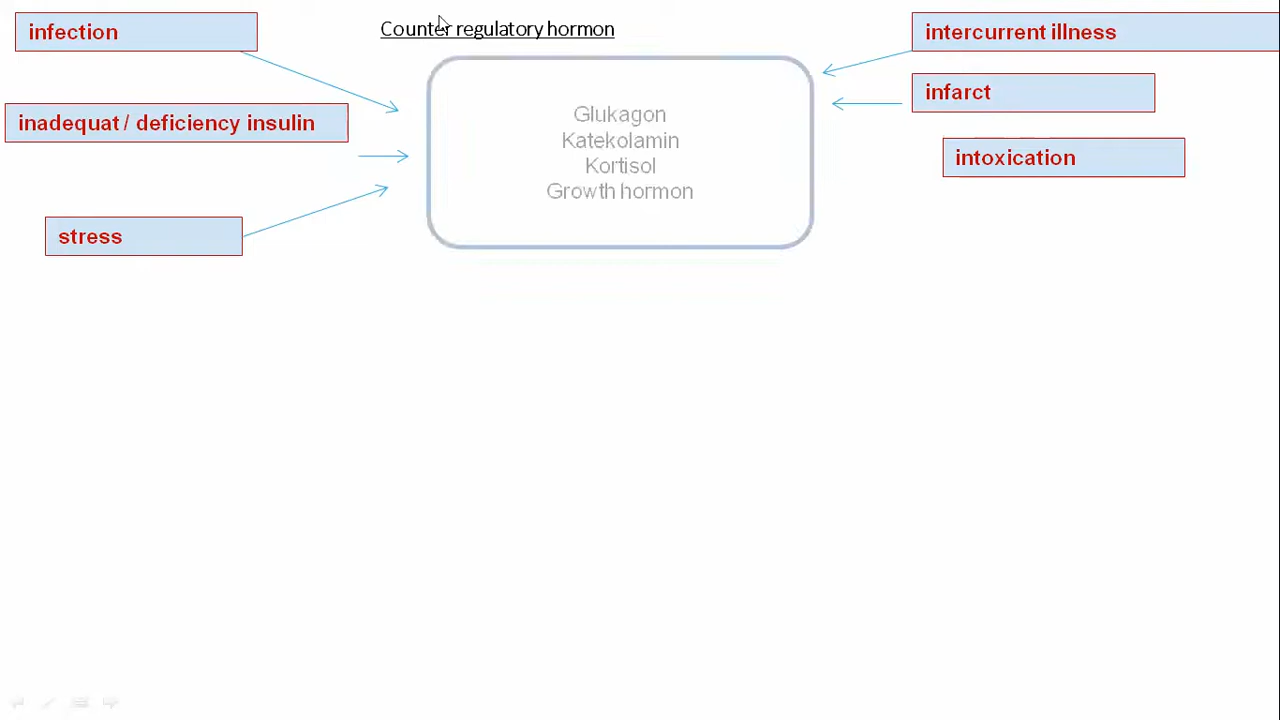 Counter regulatory hormon
infection
inadequat / deficiency insulin
stress
Glukagon
Katekolamin
Kortisol
Growth hormon
intercurrent illness
infarct
intoxication